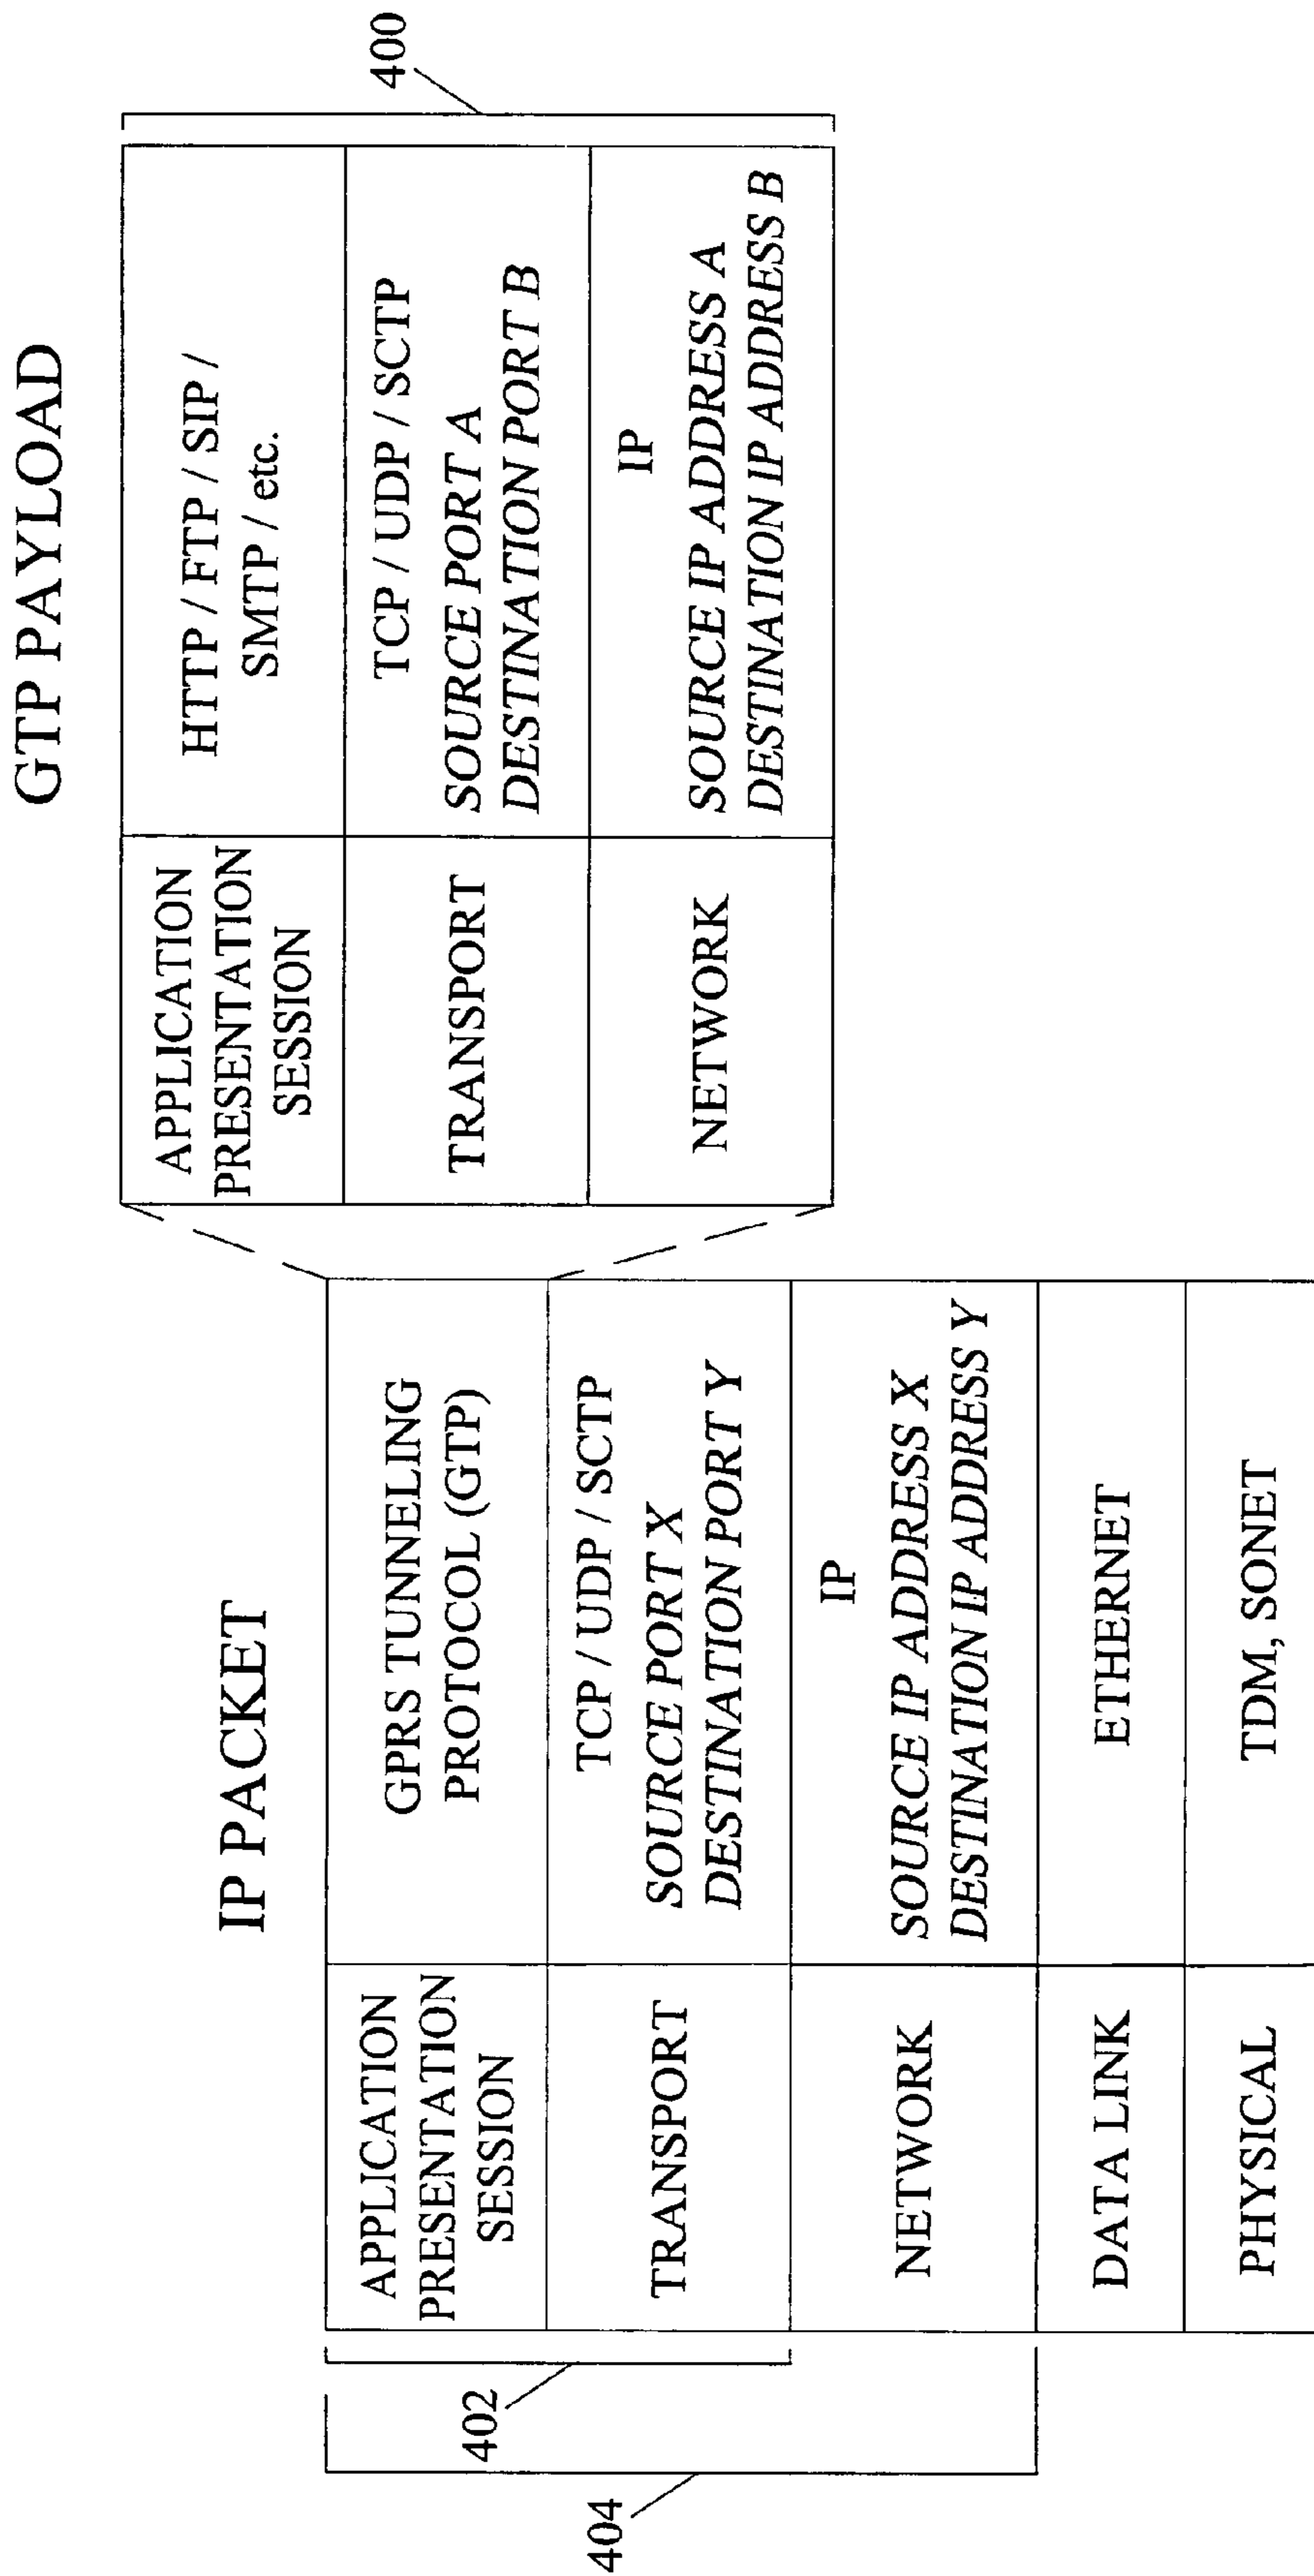 IP PACKET
APPLICATION
PRESENTATION
SESSION
GPRS TUNNELING
PROTOCOL (GTP)
TRANSPORT
TCP / UDP / SCTP
SOURCE PORT X
DESTINATION PORT Y
NETWORK
IP
SOURCE IP ADDRESS X
DESTINATION IP ADDRESS Y
DATA LINK
ETHERNET
PHYSICAL
TDM, SONET
402
404
GTP PAYLOAD
APPLICATION
PRESENTATION
SESSION
HTTP / FTP / SIP /
SMTP / etc.
TRANSPORT
TCP / UDP / SCTP
SOURCE PORT A
DESTINATION PORT B
NETWORK
IP
SOURCE IP ADDRESS A
DESTINATION IP ADDRESS B
400